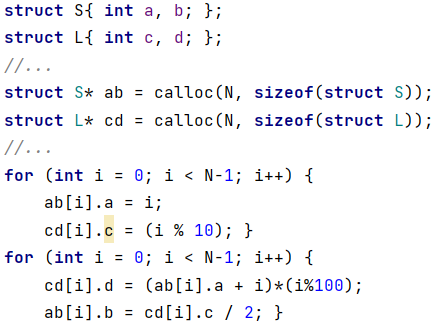 struct S{ int a, b; };
struct L{ int c, d; };
//...
struct S* ab = calloc(N, sizeof(struct S));
struct L* cd = calloc(N, sizeof(struct L));
//...
for (int i = 0; i < N-1; i++) {
    ab[i].a = i;
    cd[i].c = (i % 10); }
for (int i = 0; i < N-1; i++) {
    cd[i].d = (ab[i].a + i)*(i%100);
    ab[i].b = cd[i].c / 2; }